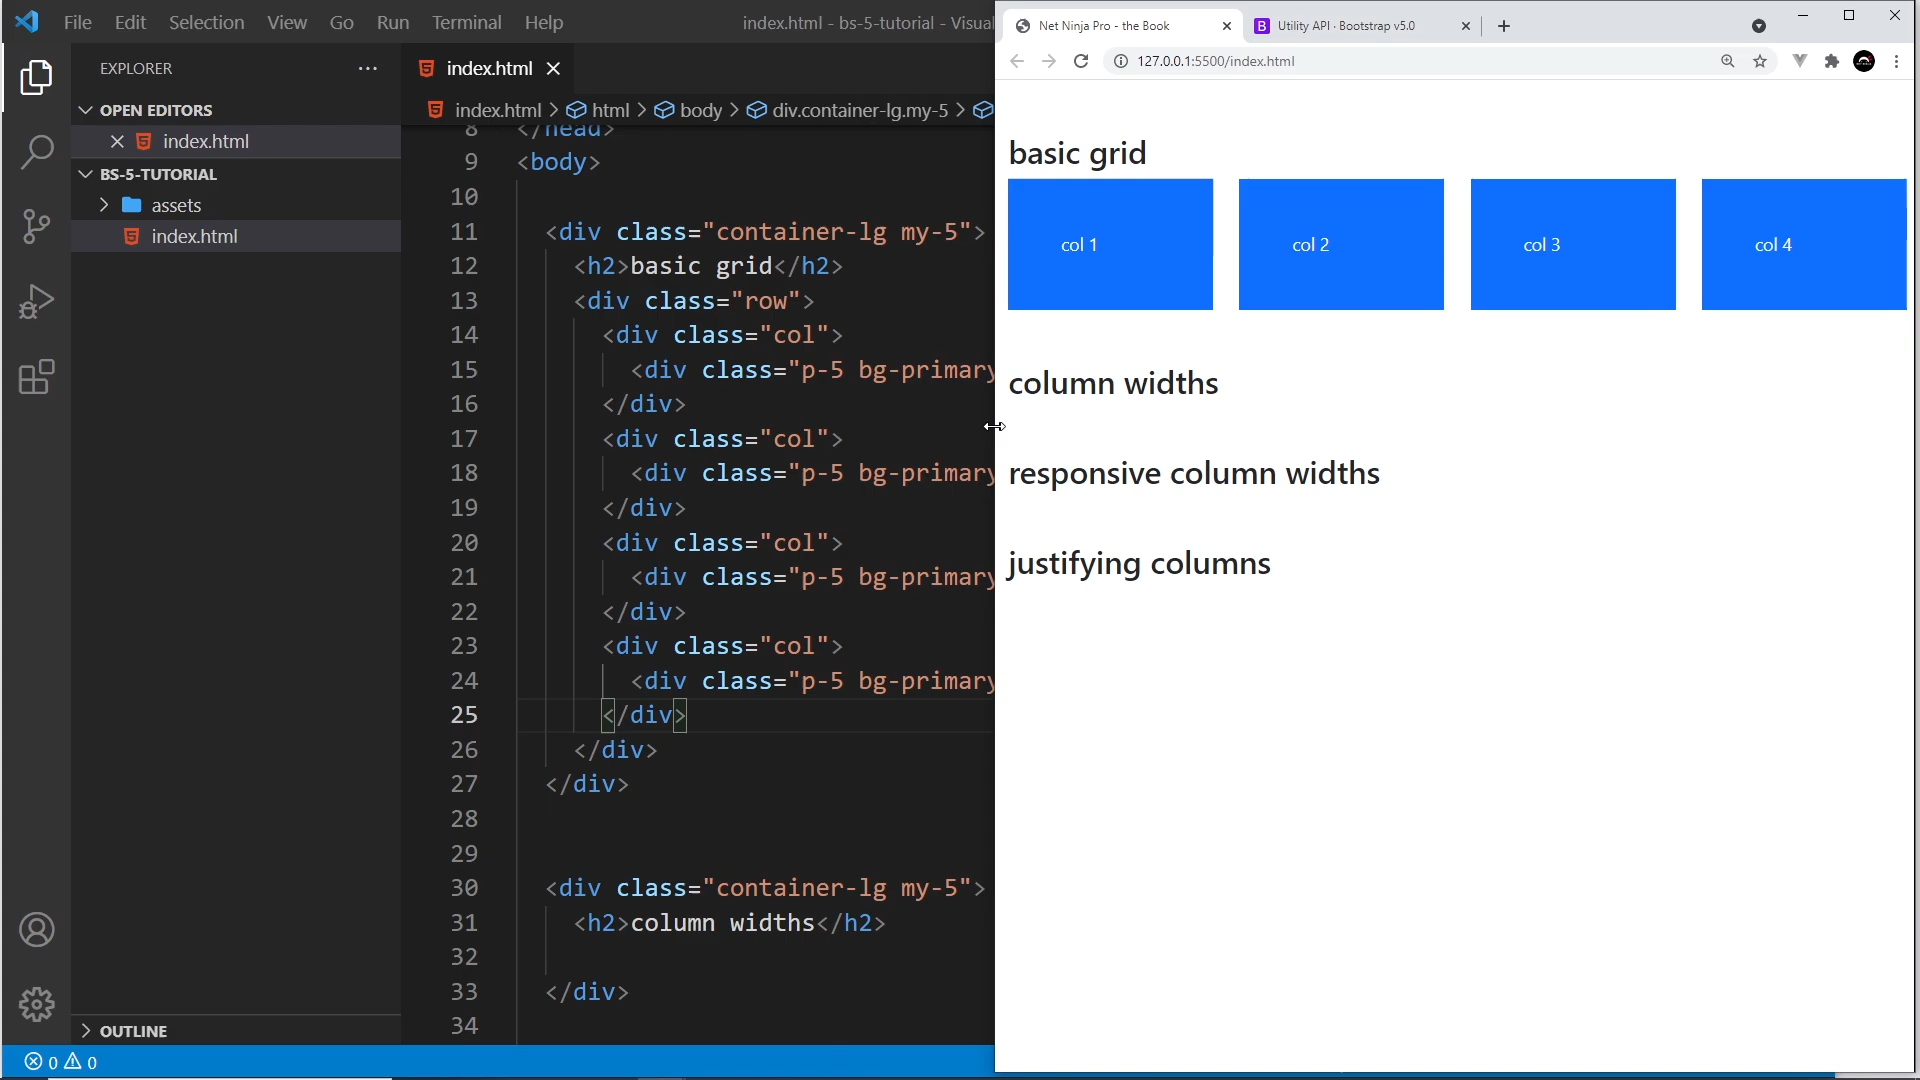 File Edit Selection View Go Run Terminal Help
index.html - bs-5-tutorial - Visual
EXPLORER
OPEN EDITORS
index.html
BS-5-TUTORIAL
assets
index.html
OUTLINE
0 0
index.html
index.html > html > body > div.container-lg.my-5 >
8 </head>
9 <body>
10
11 <div class="container-lg my-5">
12 <h2>basic grid</h2>
13 <div class="row">
14 <div class="col">
15 <div class="p-5 bg-primary
16 </div>
17 <div class="col">
18 <div class="p-5 bg-primary
19 </div>
20 <div class="col">
21 <div class="p-5 bg-primary
22 </div>
23 <div class="col">
24 <div class="p-5 bg-primary
25 </div>
26 </div>
27 </div>
28
29
30 <div class="container-lg my-5">
31 <h2>column widths</h2>
32
33 </div>
34
Net Ninja Pro - the Book
Utility API · Bootstrap v5.0
127.0.0.1:5500/index.html
basic grid
col 1 col 2 col 3 col 4
column widths
responsive column widths
justifying columns